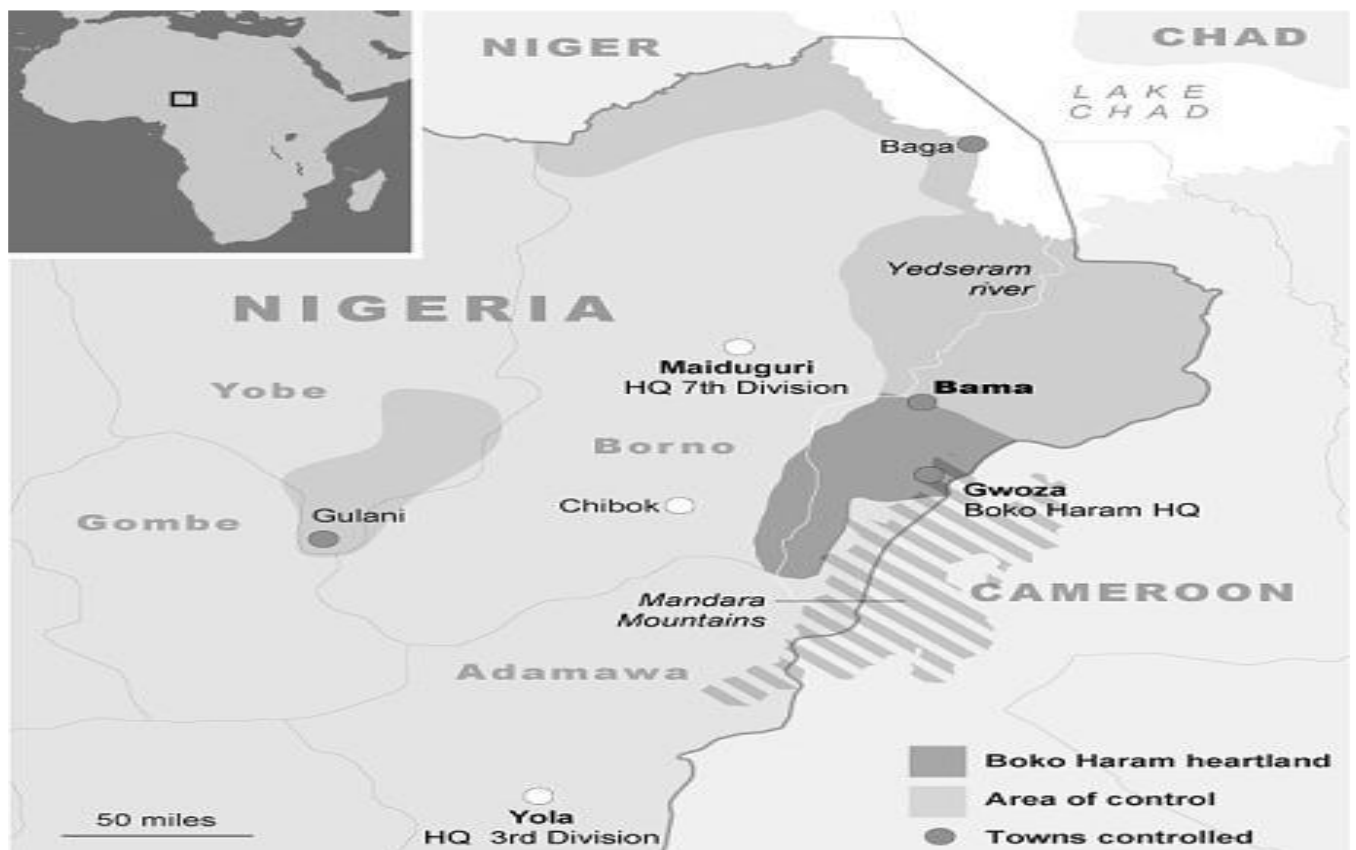 NIGER
CHAD
LAKE
CHAD
Baga
Yedseram
river
NIGERIA
Maiduguri
HQ 7th Division
Yobe
Bama
Borno
Gwoza
Boko Haram HQ
Chibok
Gulani
Gombe
CAMEROON
Mandara
Mountains
Adamawa
Boko Haram heartland
Area of control
Towns controlled
50 miles
Yola
HQ 3rd Division